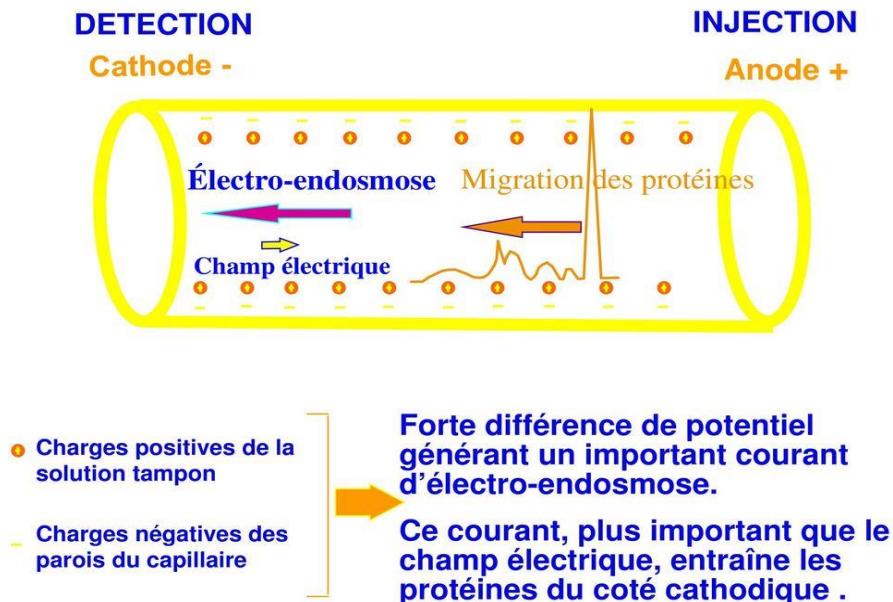 DETECTION
INJECTION
Cathode -
Anode +
Électro-endosmose
Migration des protéines
Champ électrique
Charges positives de la
solution tampon
Charges négatives des
parois du capillaire
Forte différence de potentiel
générant un important courant
d'électro-endosmose.
Ce courant, plus important que le
champ électrique, entraîne les
protéines du coté cathodique .